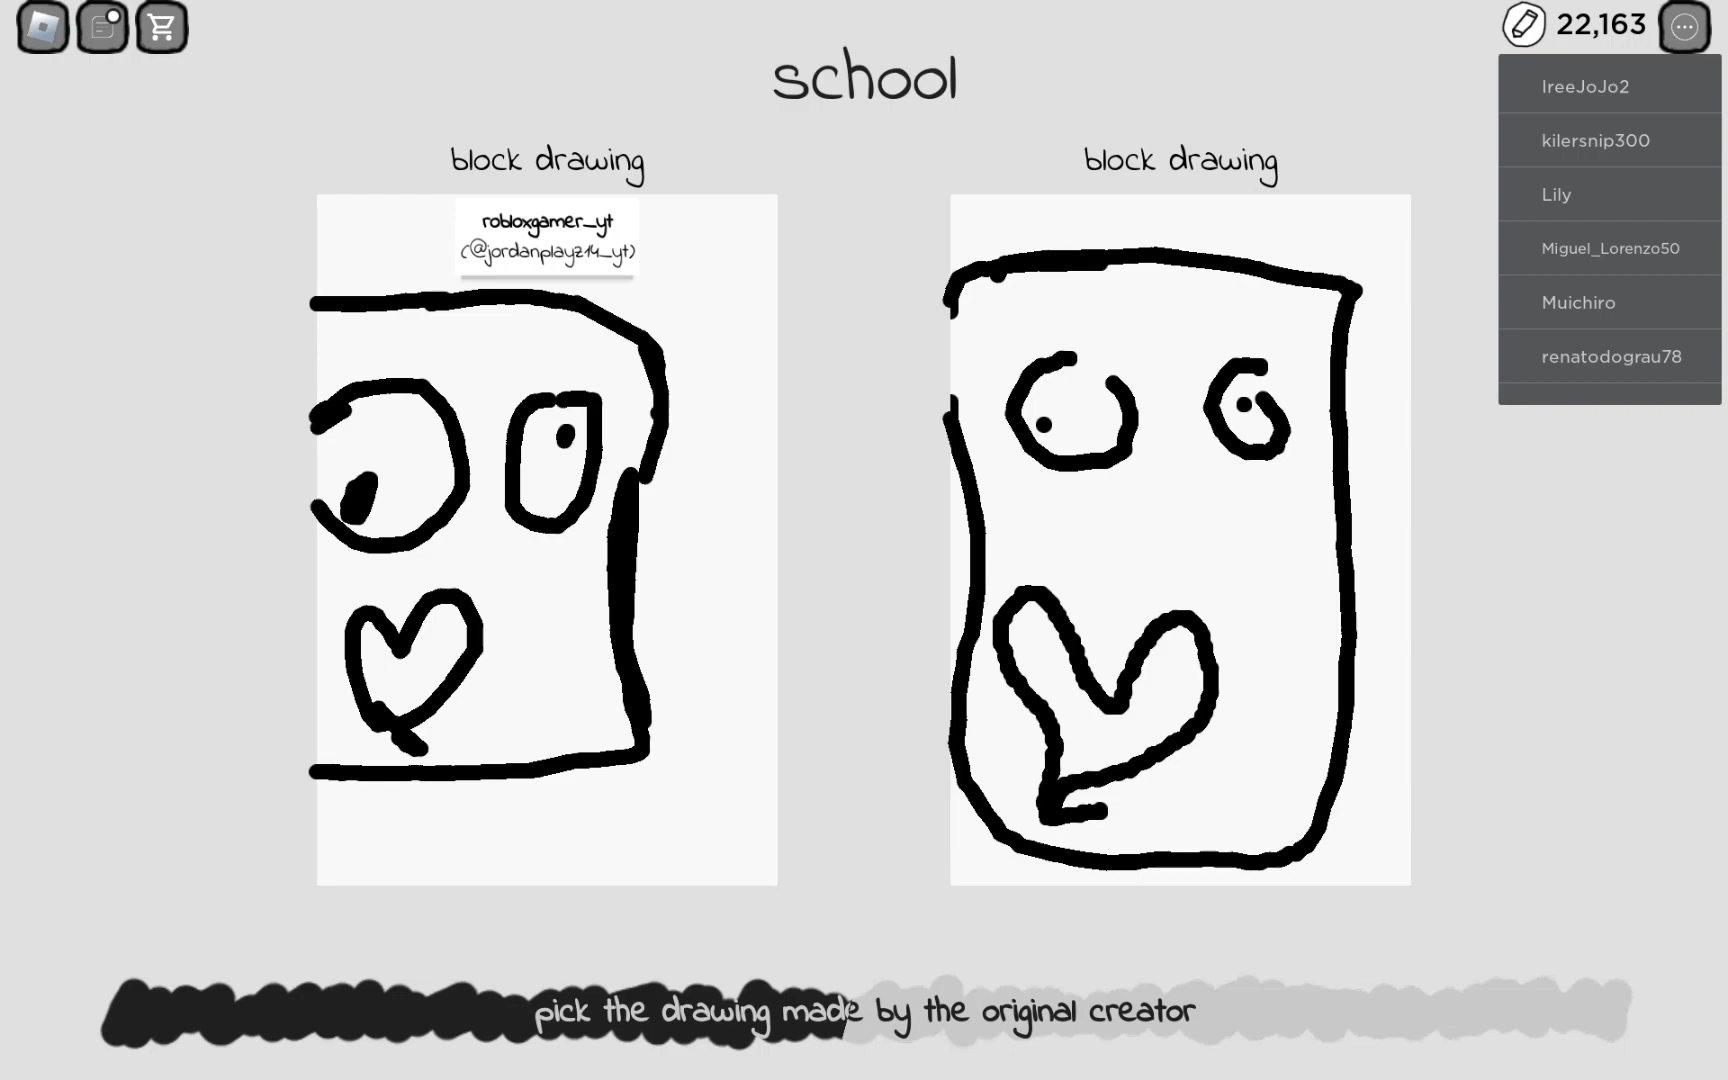 22,163
school
IreeJoJo2
kilersnip300
Lily
Miguel_Lorenzo50
Muichiro
renatodograu78
block drawing
block drawing
robloxgamer_yt
(@jordanplayz14_yt)
pick the drawing made by the original creator